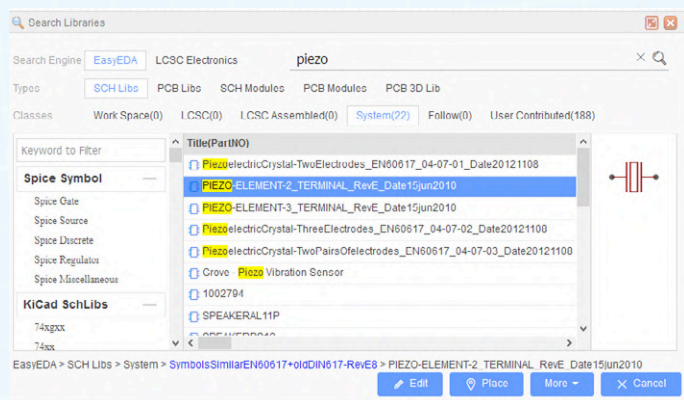 Search Libraries
Search Engine EasyEDA LCSC Electronics piezo
Types SCH Libs PCB Libs SCH Modules PCB Modules PCB 3D Lib
Classes Work Space(0) LCSC(0) LCSC Assembled(0) System(22) Follow(0) User Contributed(188)
Keyword to Filter
Spice Symbol
Spice Gate
Spice Source
Spice Discrete
Spice Regulator
Spice Miscellaneous
KiCad SchLibs
74xgxx
74xx
Title(PartNO)
PiezoelectricCrystal-TwoElectrodes_EN60617_04-07-01_Date20121108
PIEZO-ELEMENT-2_TERMINAL_RevE_Date15jun2010
PIEZO-ELEMENT-3_TERMINAL_RevE_Date15jun2010
PiezoelectricCrystal-ThreeElectrodes_EN60617_04-07-02_Date20121108
PiezoelectricCrystal-TwoPairsOfelectrodes_EN60617_04-07-03_Date20121108
Grove - Piezo Vibration Sensor
1002794
SPEAKERAL11P
EasyEDA > SCH Libs > System > SymbolsSimilarEN60617+oldDIN617-RevE8 > PIEZO-ELEMENT-2_TERMINAL_RevE_Date15jun2010
Edit Place More Cancel